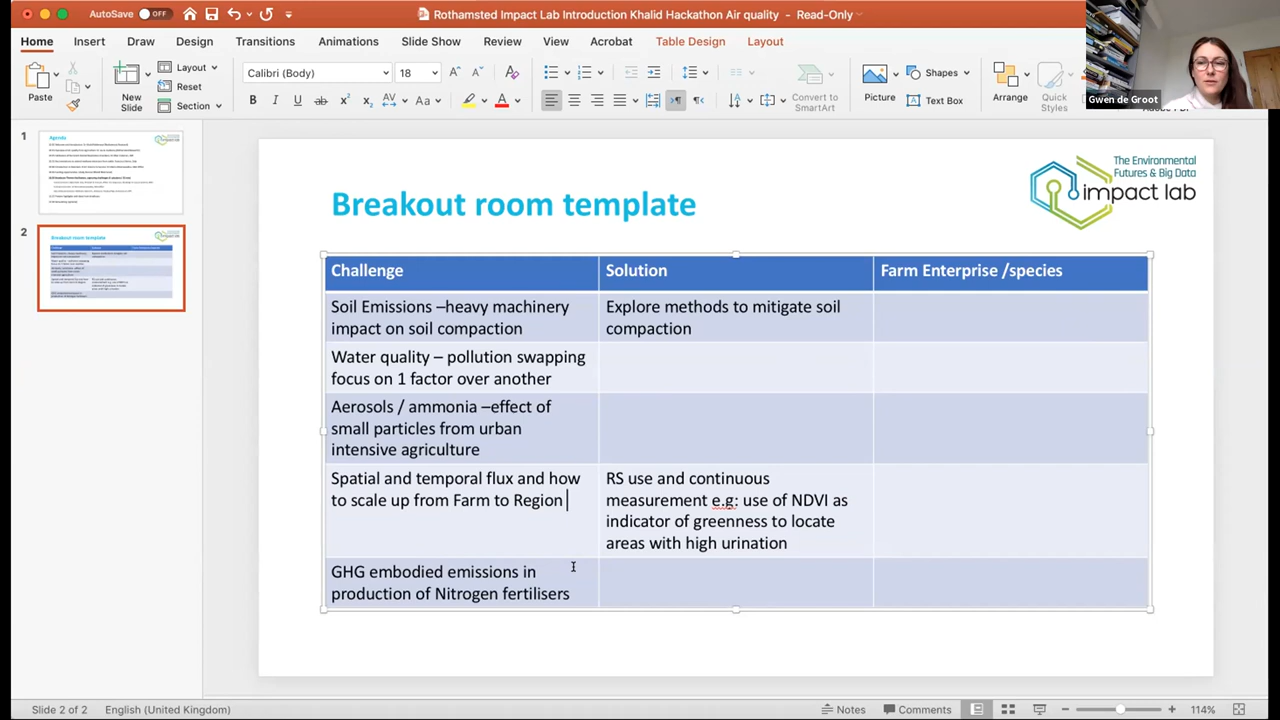 AutoSave OFF
Rothamsted Impact Lab Introduction Khalid Hackathon Air quality - Read-Only
Home Insert Draw Design Transitions Animations Slide Show Review View Acrobat Table Design Layout
Paste
New Slide
Layout
Reset
Section
Calibri (Body) 18
Convert to SmartArt
Picture
Shapes
Text Box
Arrange
Quick Styles
Gwen de Groot
1
Agenda
2
Breakout room template
The Environmental
Futures & Big Data
impact lab
Challenge Solution Farm Enterprise /species
Soil Emissions –heavy machinery
impact on soil compaction
Explore methods to mitigate soil
compaction
Water quality – pollution swapping
focus on 1 factor over another
Aerosols / ammonia –effect of
small particles from urban
intensive agriculture
Spatial and temporal flux and how
to scale up from Farm to Region
RS use and continuous
measurement e.g: use of NDVI as
indicator of greenness to locate
areas with high urination
GHG embodied emissions in
production of Nitrogen fertilisers
Slide 2 of 2 English (United Kingdom) Notes Comments 114%